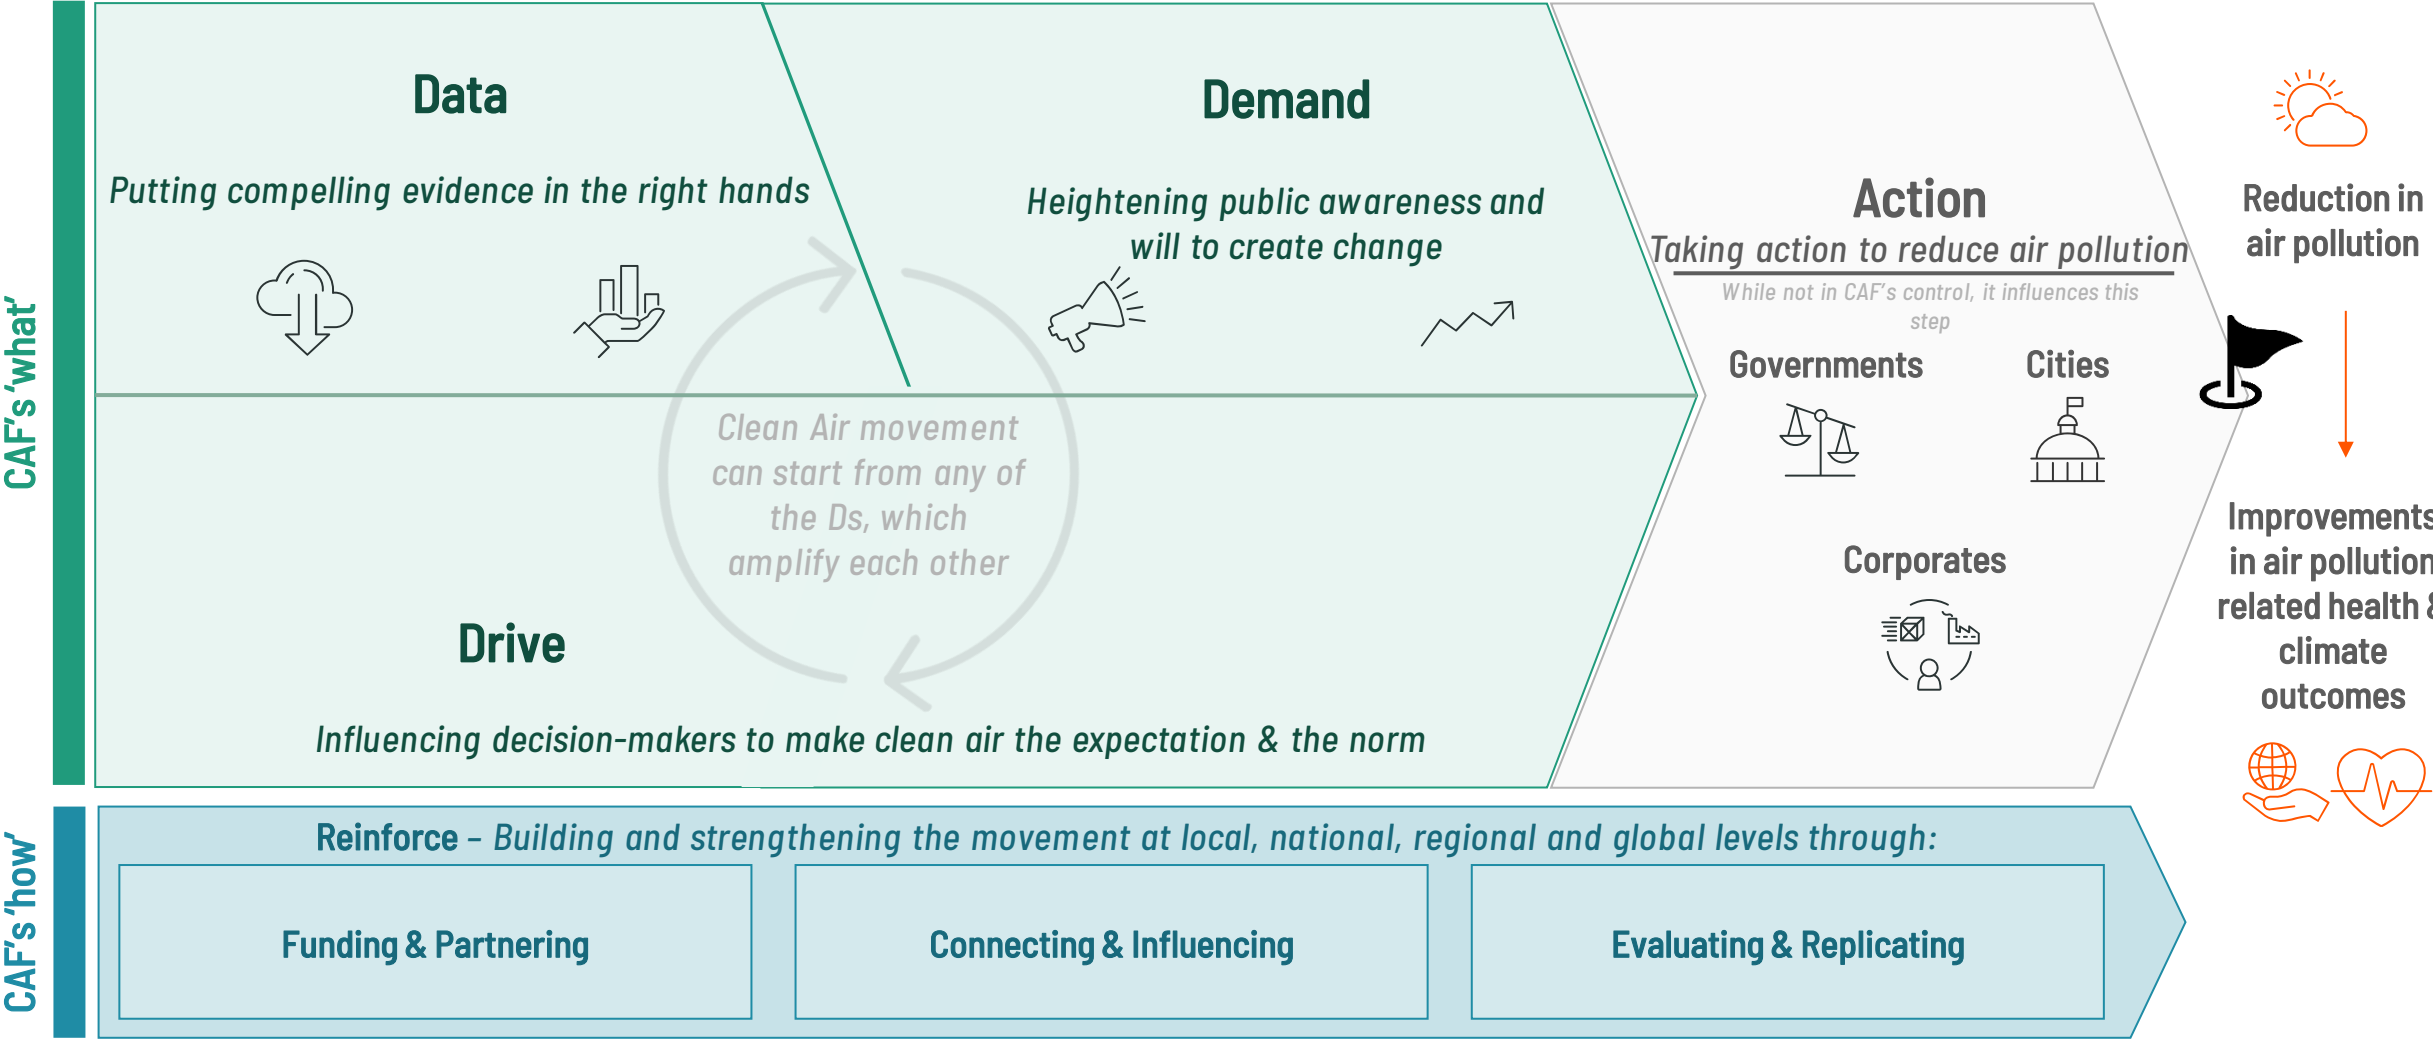 CAF's 'what'
Data
Putting compelling evidence in the right hands
Demand
Heightening public awareness and
will to create change
Clean Air movement
can start from any of
the Ds, which
amplify each other
Drive
Influencing decision-makers to make clean air the expectation & the norm
Action
Taking action to reduce air pollution
While not in CAF's control, it influences this
step
Governments
Cities
Corporates
Reduction in
air pollution
Improvements
in air pollution
related health &
climate
outcomes
CAF's 'how'
Reinforce – Building and strengthening the movement at local, national, regional and global levels through:
Funding & Partnering
Connecting & Influencing
Evaluating & Replicating